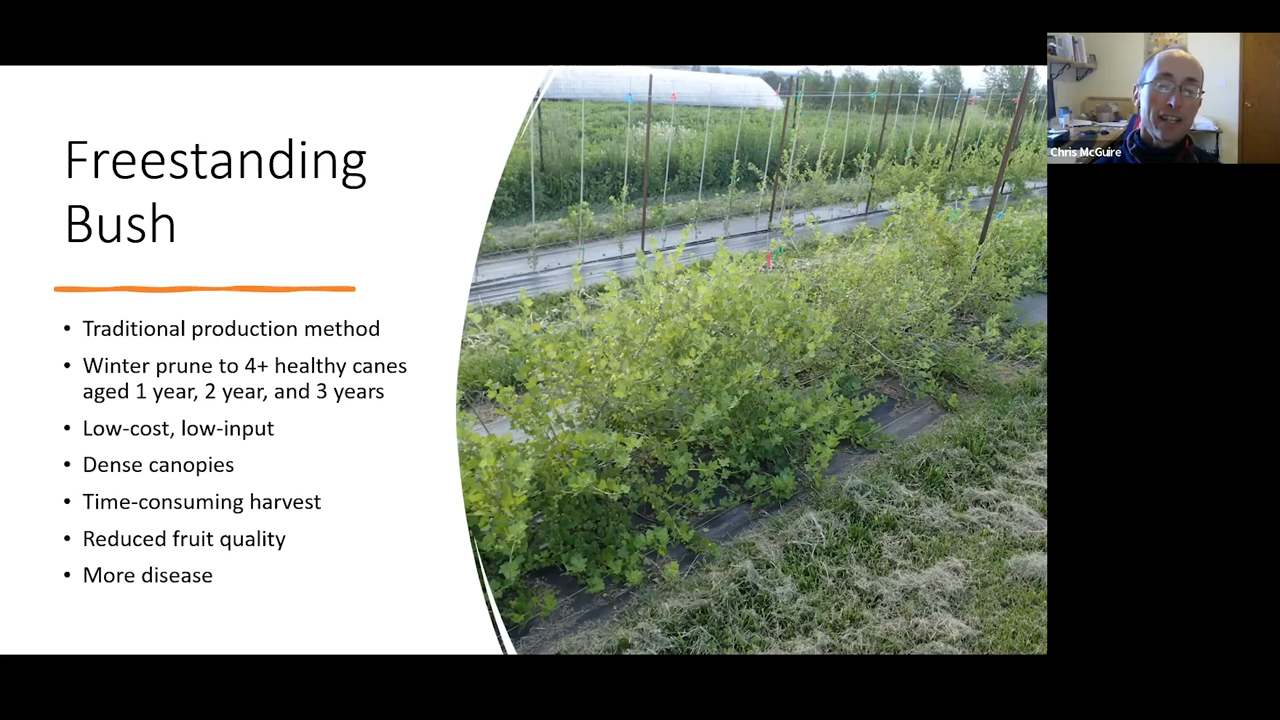 Freestanding
Bush
• Traditional production method
• Winter prune to 4+ healthy canes
aged 1 year, 2 year, and 3 years
• Low-cost, low-input
• Dense canopies
• Time-consuming harvest
• Reduced fruit quality
• More disease
Chris McGuire